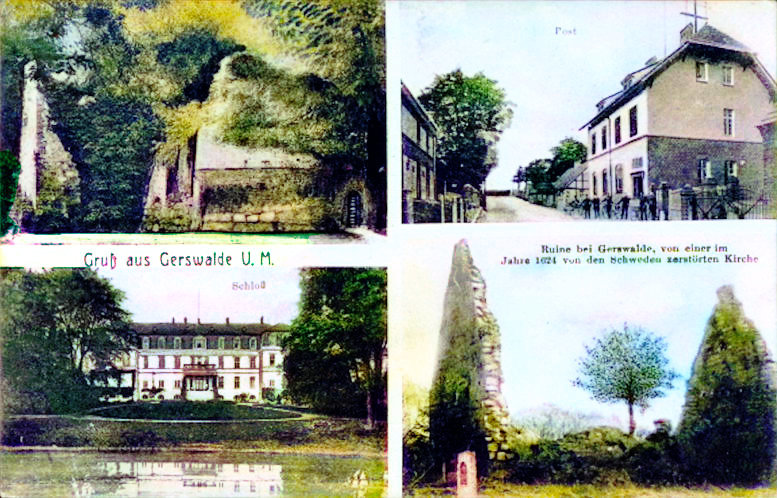 Post
Gruß aus Gerswalde U. M.
Schloß
Ruine bei Gerswalde, von einer im
Jahre 1624 von den Schweden zerstörten Kirche